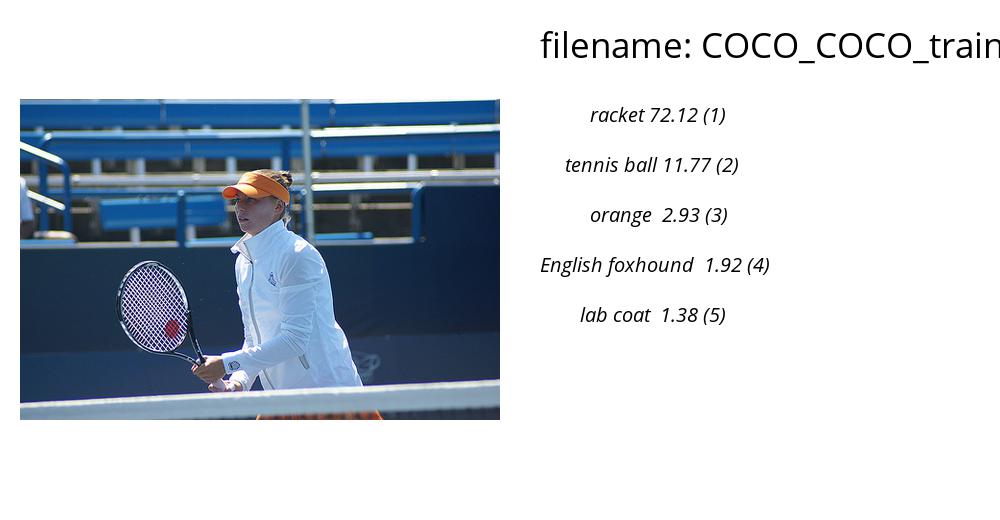 filename: COCO_COCO_train
racket 72.12 (1)
tennis ball 11.77 (2)
orange 2.93 (3)
English foxhound 1.92 (4)
lab coat 1.38 (5)